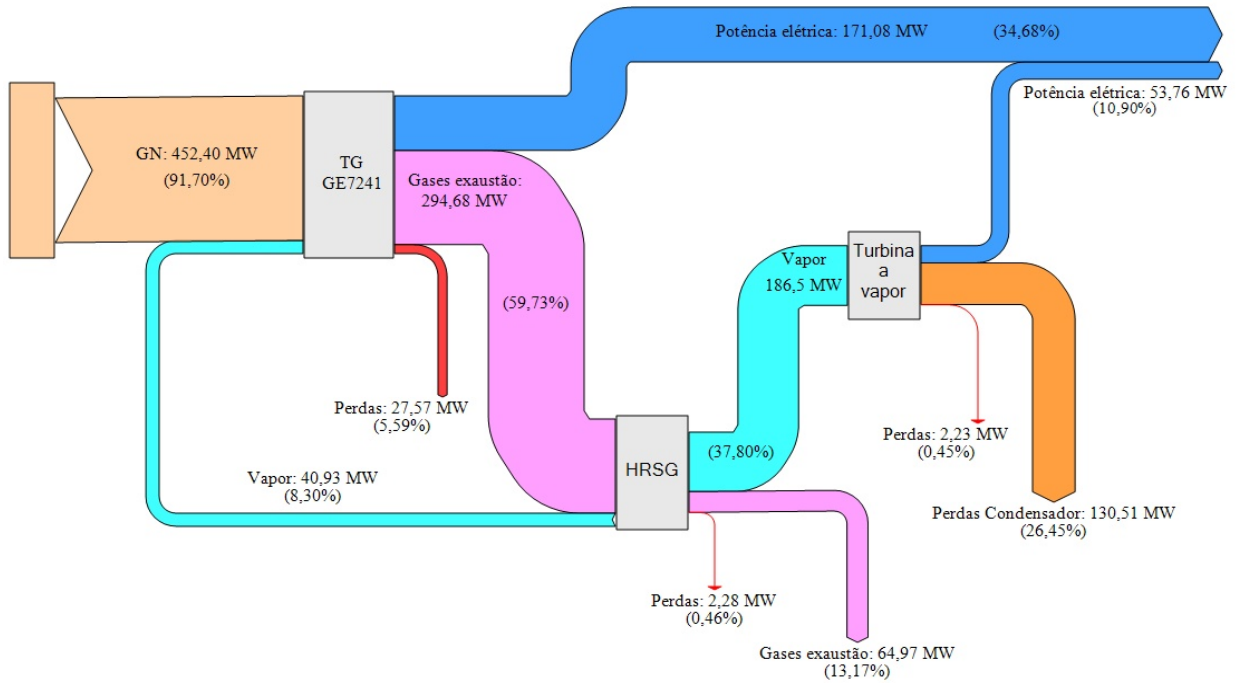 Potência elétrica: 171,08 MW (34,68%)
Potência elétrica: 53,76 MW
(10,90%)
GN: 452,40 MW
(91,70%)
TG
GE7241
Gases exaustão:
294,68 MW
(59,73%)
Vapor
186,5 MW
(37,80%)
Turbina
a
vapor
Perdas: 27,57 MW
(5,59%)
Perdas: 2,23 MW
(0,45%)
Vapor: 40,93 MW
(8,30%)
HRSG
Perdas Condensador: 130,51 MW
(26,45%)
Perdas: 2,28 MW
(0,46%)
Gases exaustão: 64,97 MW
(13,17%)